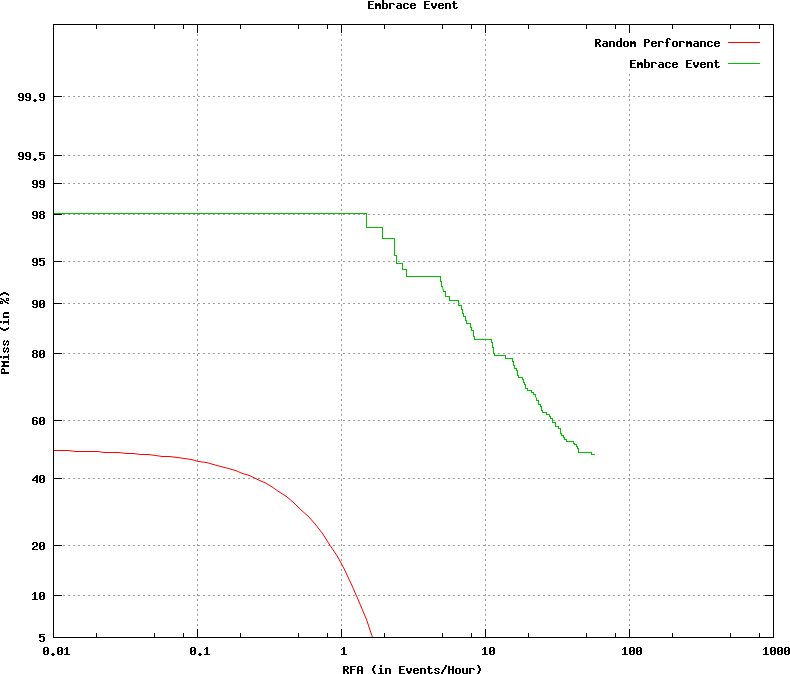 Embrace Event
Random Performance
Embrace Event
99.9
99.5
99
98
95
90
80
60
40
20
10
5
PMiss (in %)
0.01 0.1 1 10 100 1000
RFA (in Events/Hour)